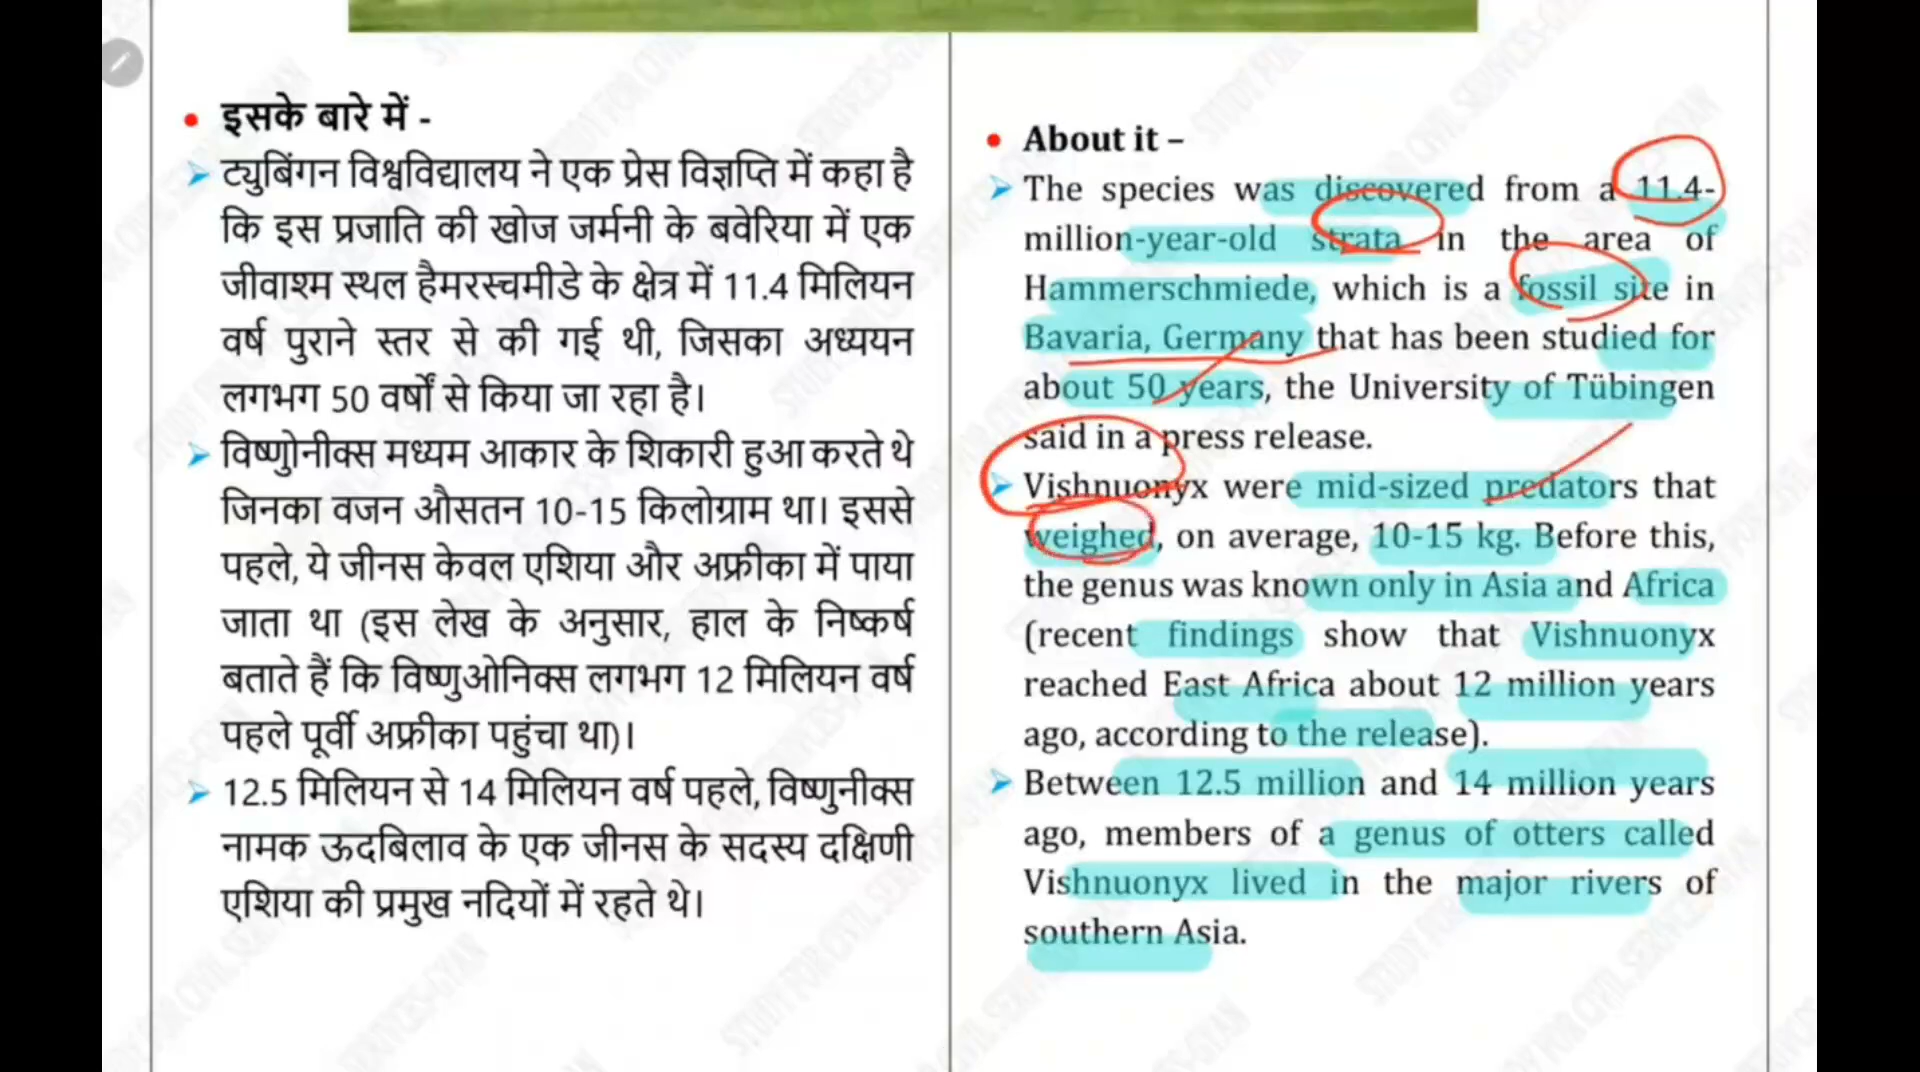 इसके बारे में -
ट्युबिंगन विश्वविद्यालय ने एक प्रेस विज्ञप्ति में कहा है
कि इस प्रजाति की खोज जर्मनी के बवेरिया में एक
जीवाश्म स्थल हैमरस्चमीडे के क्षेत्र में 11.4 मिलियन
वर्ष पुराने स्तर से की गई थी, जिसका अध्ययन
लगभग 50 वर्षों से किया जा रहा है।
विष्णुोनीक्स मध्यम आकार के शिकारी हुआ करते थे
जिनका वजन औसतन 10-15 किलोग्राम था। इससे
पहले, ये जीनस केवल एशिया और अफ्रीका में पाया
जाता था (इस लेख के अनुसार, हाल के निष्कर्ष
बताते हैं कि विष्णुओनिक्स लगभग 12 मिलियन वर्ष
पहले पूर्वी अफ्रीका पहुंचा था)।
12.5 मिलियन से 14 मिलियन वर्ष पहले, विष्णुनीक्स
नामक ऊदबिलाव के एक जीनस के सदस्य दक्षिणी
एशिया की प्रमुख नदियों में रहते थे।
About it –
The species was discovered from a 11.4-
million-year-old strata in the area of
Hammerschmiede, which is a fossil site in
Bavaria, Germany that has been studied for
about 50 years, the University of Tübingen
said in a press release.
Vishnuonyx were mid-sized predators that
weighed, on average, 10-15 kg. Before this,
the genus was known only in Asia and Africa
(recent findings show that Vishnuonyx
reached East Africa about 12 million years
ago, according to the release).
Between 12.5 million and 14 million years
ago, members of a genus of otters called
Vishnuonyx lived in the major rivers of
southern Asia.